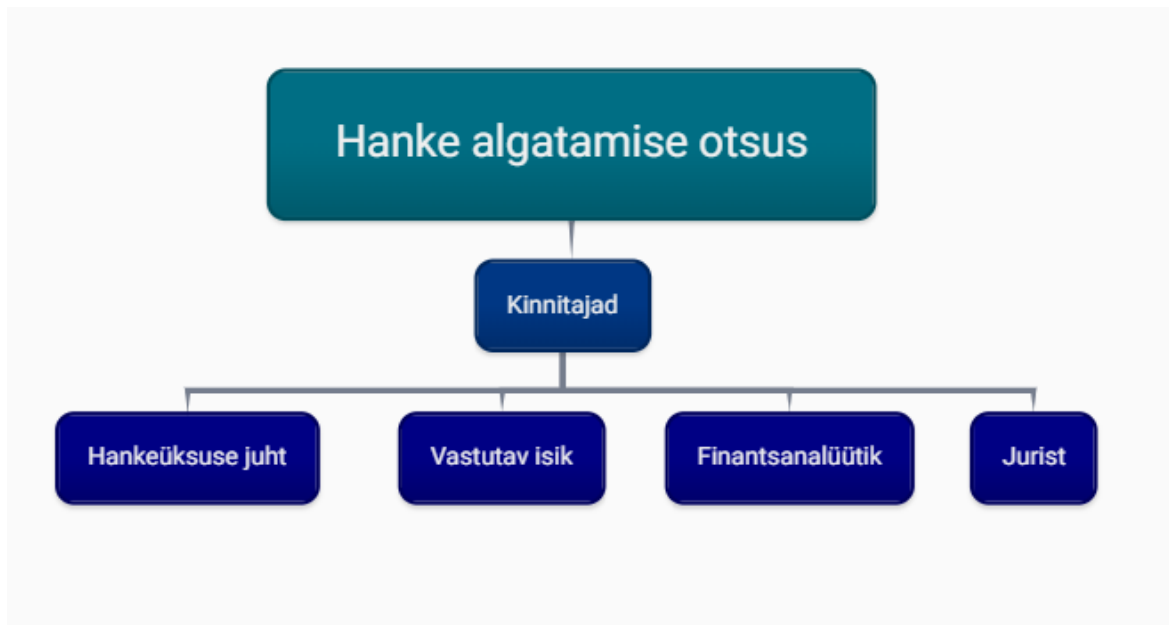 Hanke algatamise otsus
Kinnitajad
Hankeüksuse juht
Vastutav isik
Finantsanalüütik
Jurist